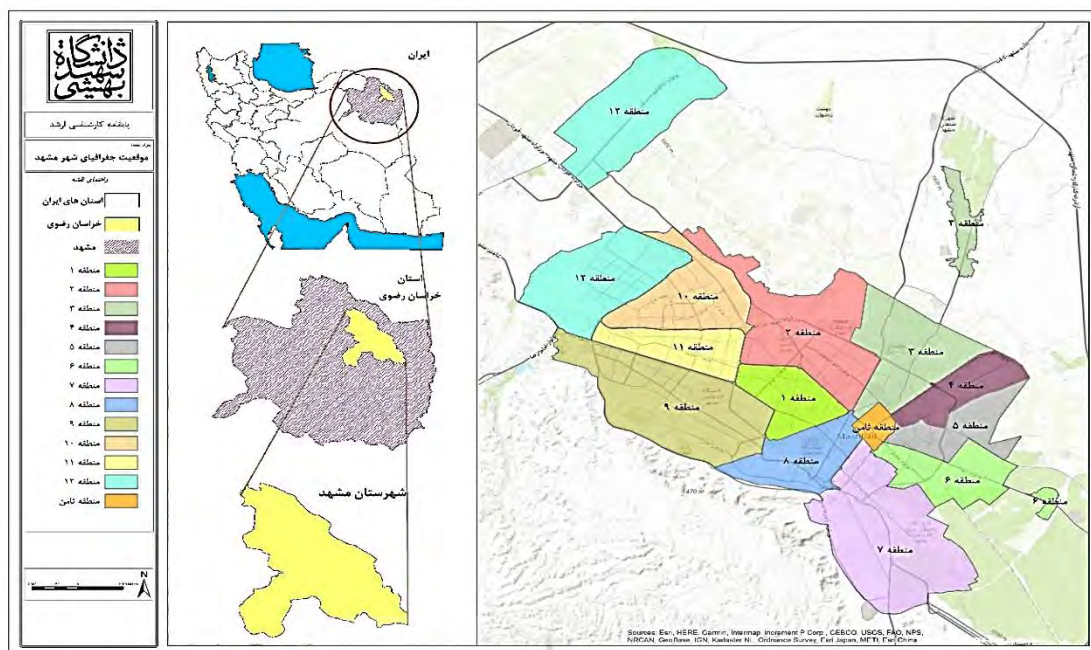 دانشگاه
شهید
بهشتی
پایان‌نامه کارشناسی ارشد
موقعیت جغرافیای شهر مشهد
راهنمای نقشه
استان های ایران
خراسان رضوی
مشهد
منطقه ۱
منطقه ۲
منطقه ۳
منطقه ۴
منطقه ۵
منطقه ۶
منطقه ۷
منطقه ۸
منطقه ۹
منطقه ۱۰
منطقه ۱۱
منطقه ۱۲
منطقه ثامن
N
ایران
استان
خراسان رضوی
شهرستان مشهد
منطقه ۱۲
منطقه ۳
منطقه ۱۲
منطقه ۱۰
منطقه ۲
منطقه ۱۱
منطقه ۳
منطقه ۴
منطقه ۱
منطقه ۹
منطقه ثامن
منطقه ۵
Mashhad
منطقه ۸
منطقه ۶
منطقه ۶
منطقه ۷
Sources: Esri, HERE, Garmin, Intermap, increment P Corp., GEBCO, USGS, FAO, NPS,
NRCAN, GeoBase, IGN, Kadaster NL, Ordnance Survey, Esri Japan, METI, Esri China